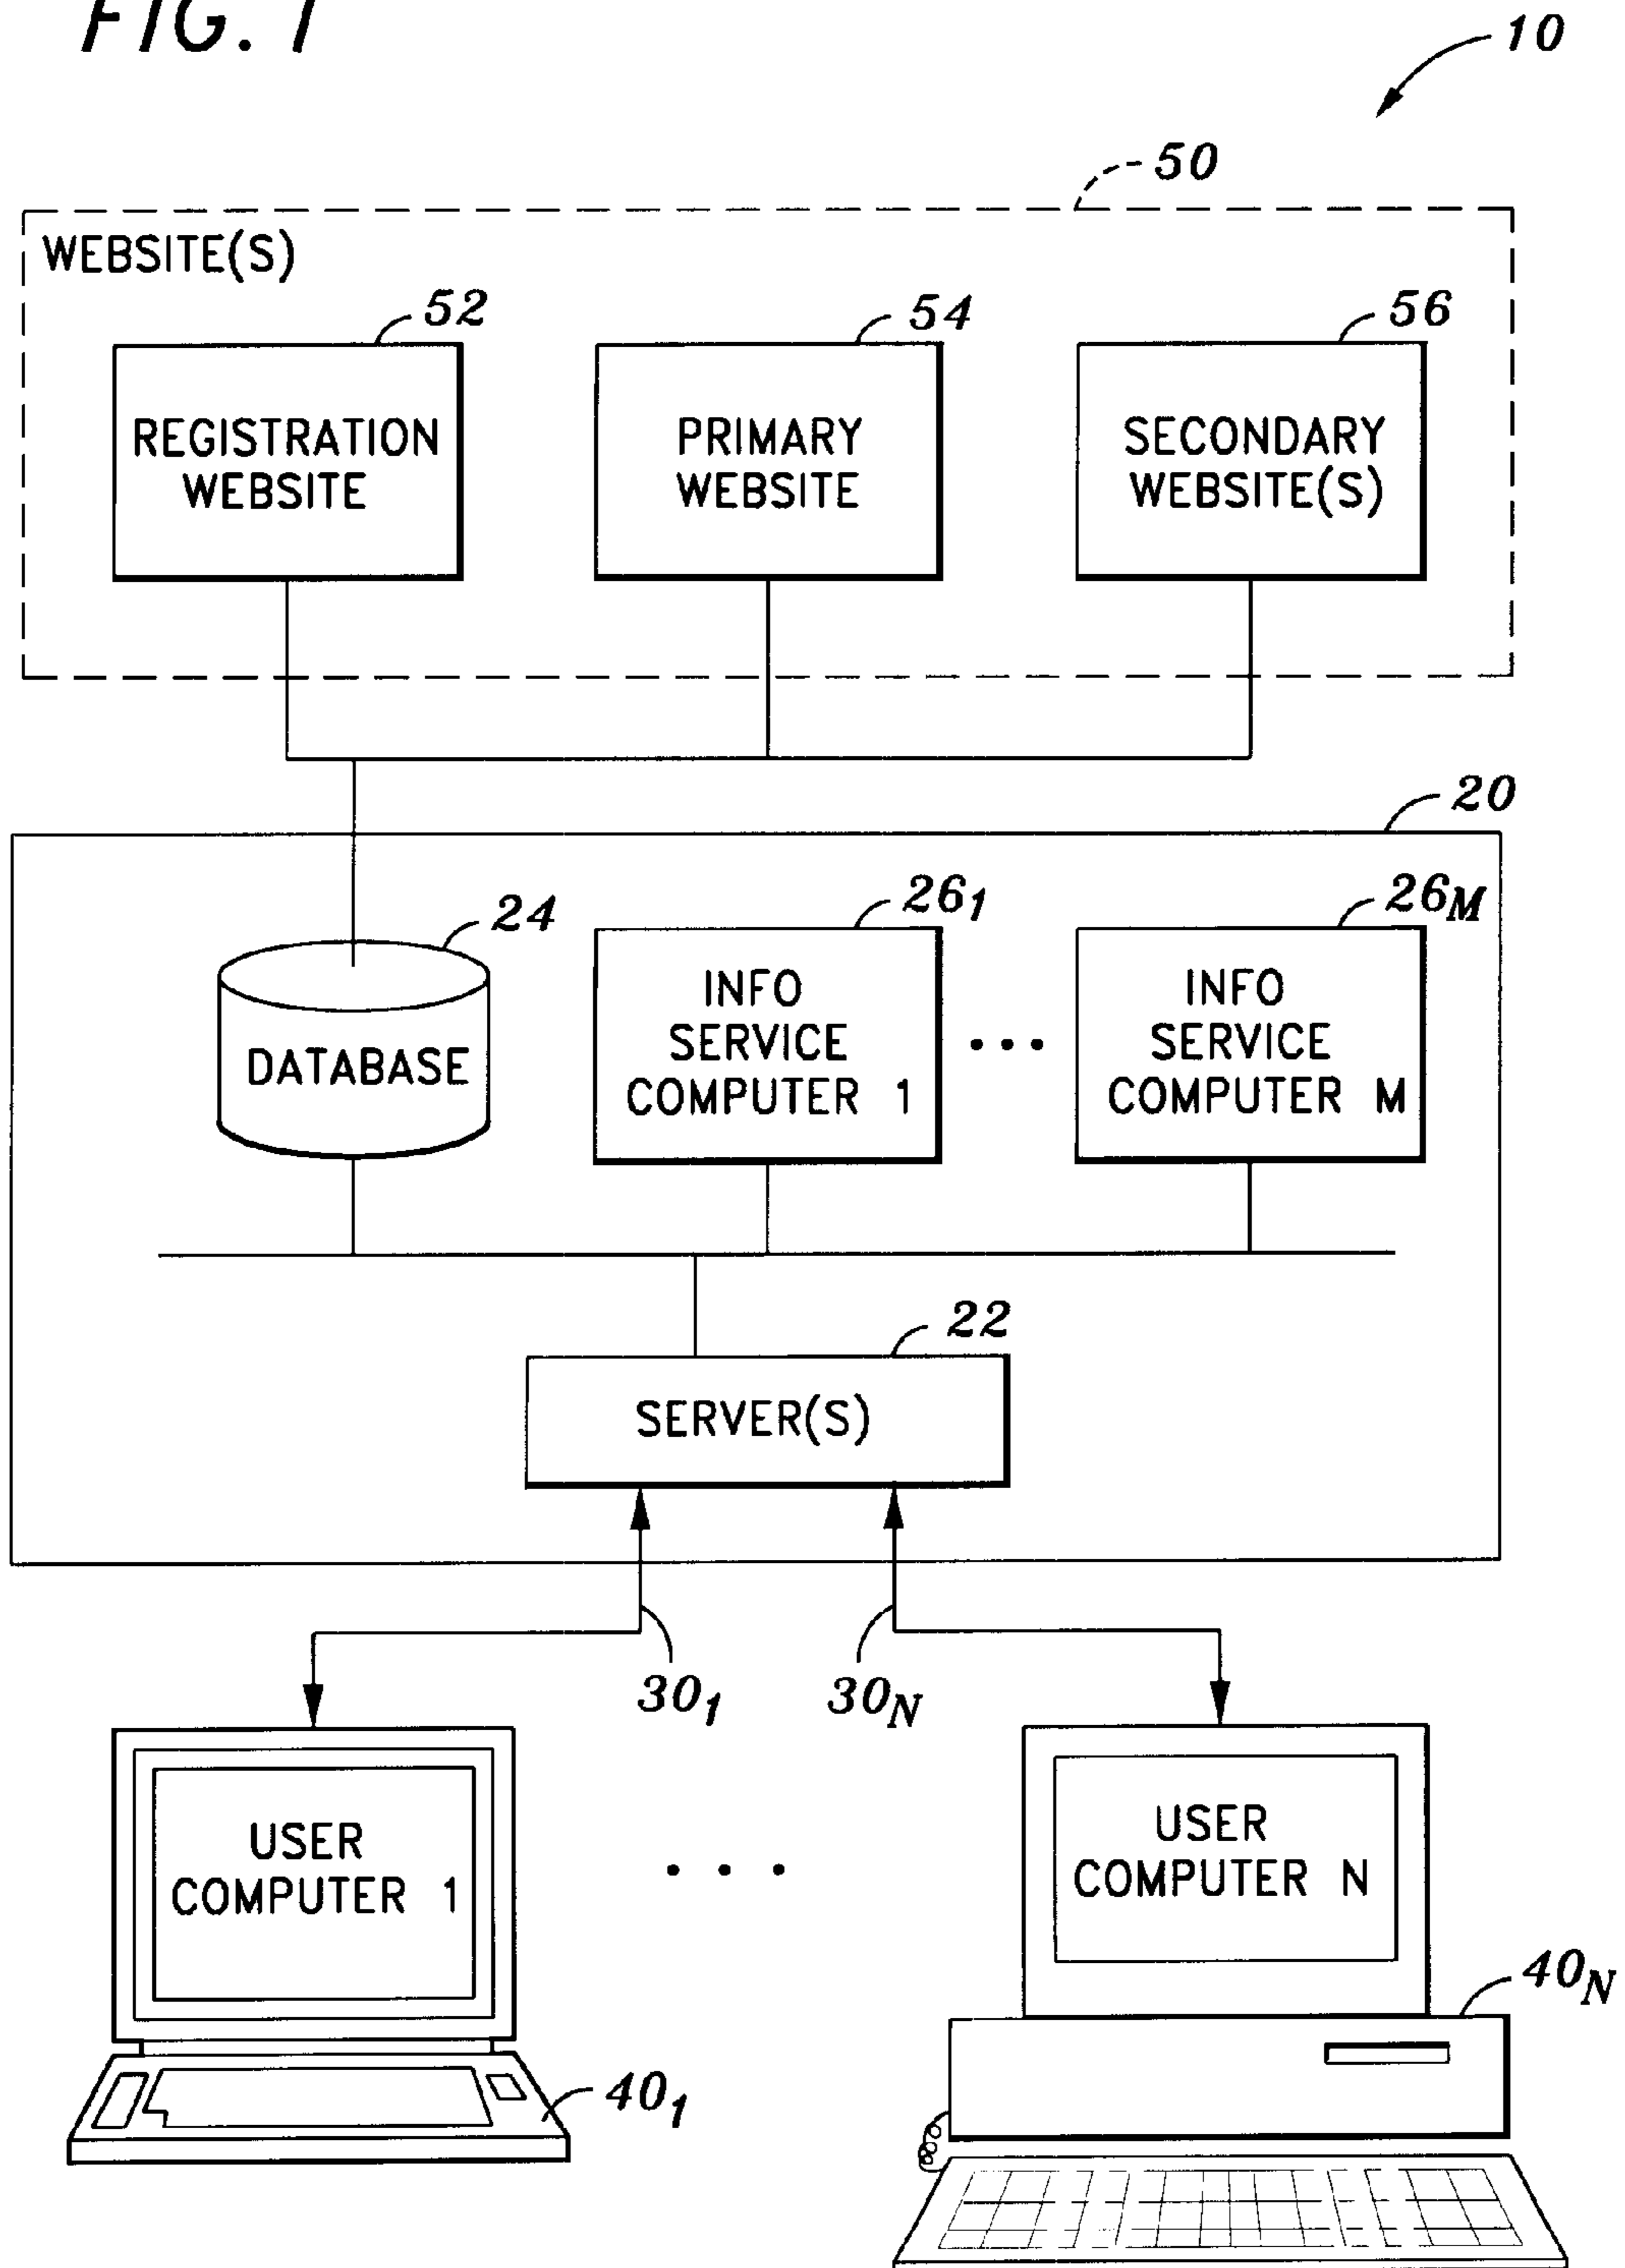 FIG. 1
10
50
WEBSITE(S)
52
54
56
REGISTRATION
WEBSITE
PRIMARY
WEBSITE
SECONDARY
WEBSITE(S)
20
24
26₁
26M
DATABASE
INFO
SERVICE
COMPUTER 1
INFO
SERVICE
COMPUTER M
22
SERVER(S)
30₁
30N
USER
COMPUTER 1
USER
COMPUTER N
40₁
40N